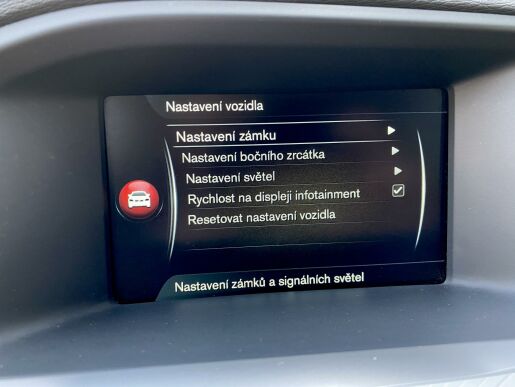 Nastavení vozidla
Nastavení zámku
Nastavení bočního zrcátka
Nastavení světel
Rychlost na displeji infotainment
Resetovat nastavení vozidla
Nastavení zámků a signálních světel